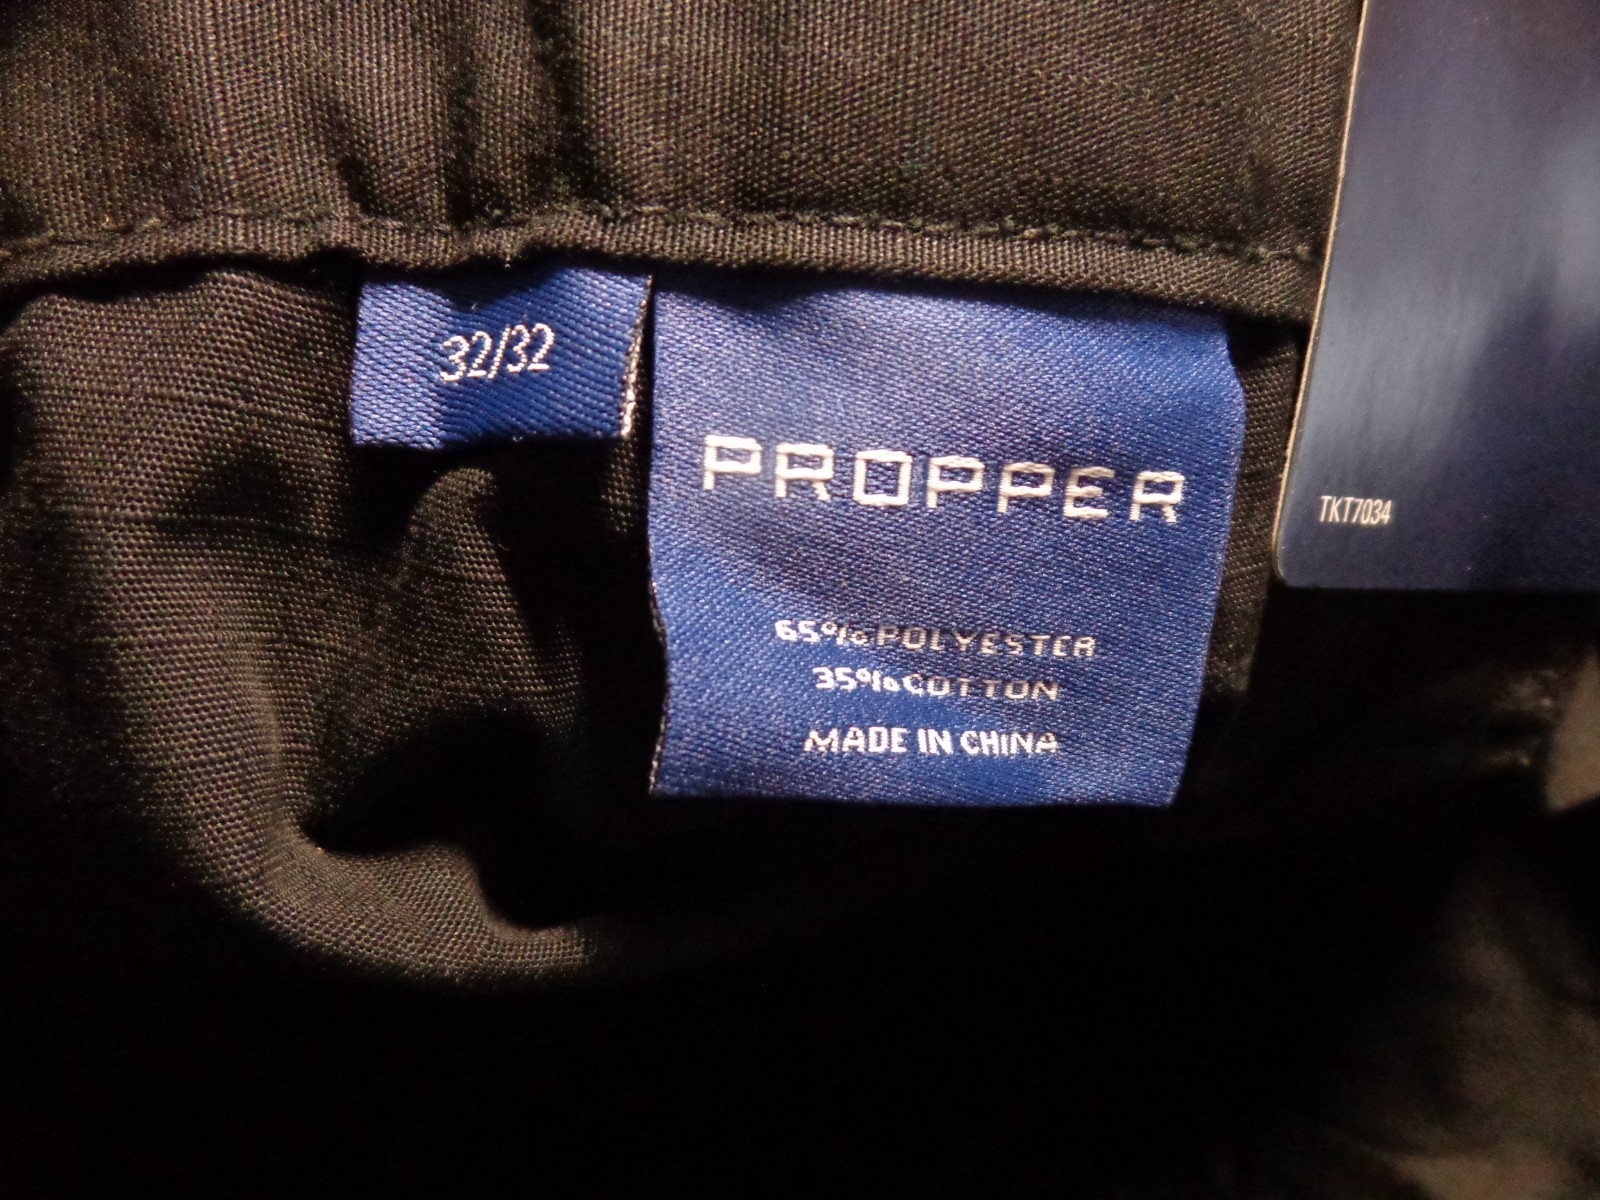 32/32
PROPPER
65% POLYESTER
35% COTTON
MADE IN CHINA
TKT7034